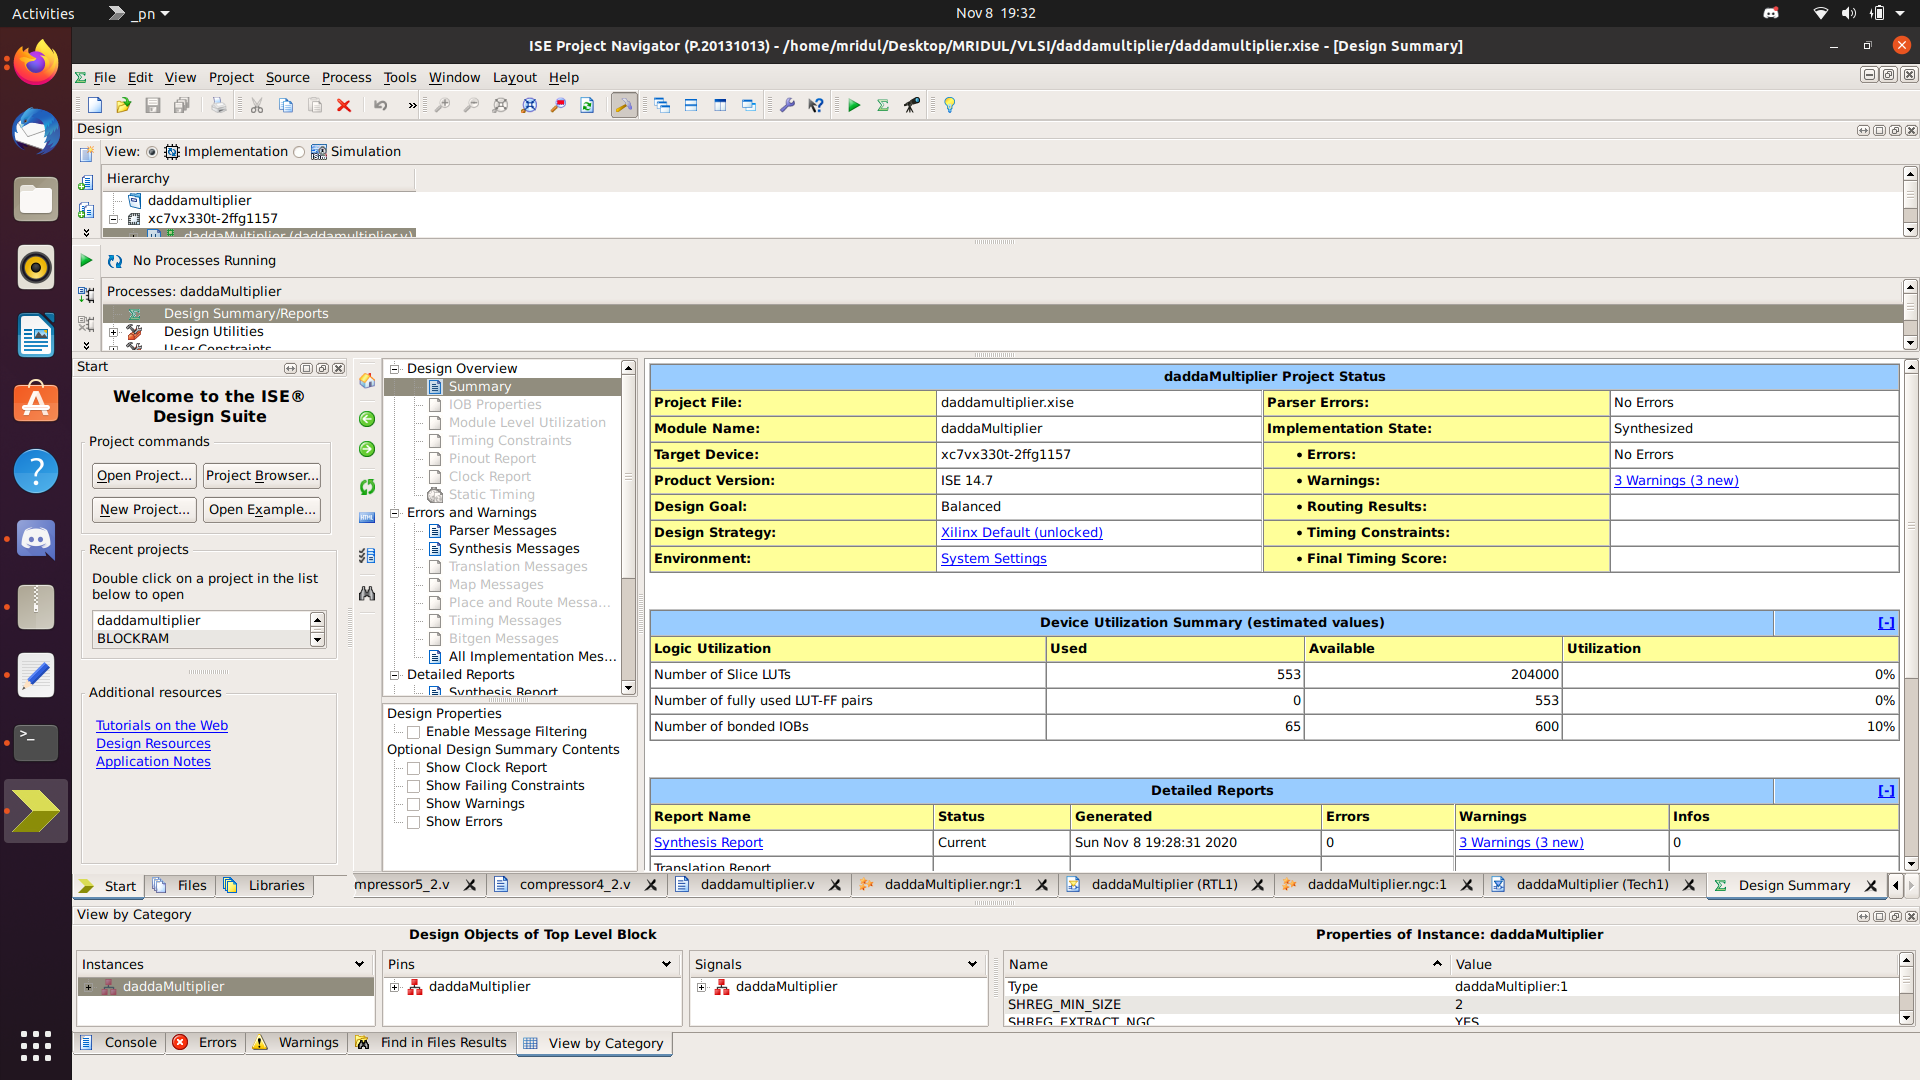 Activities
_pn
Nov 8 19:32
ISE Project Navigator (P.20131013) - /home/mridul/Desktop/MRIDUL/VLSI/daddamultiplier/daddamultiplier.xise - [Design Summary]
File Edit View Project Source Process Tools Window Layout Help
Design
View: Implementation Simulation
Hierarchy
daddamultiplier
xc7vx330t-2ffg1157
daddaMultiplier (daddamultiplier.v)
No Processes Running
Processes: daddaMultiplier
Design Summary/Reports
Design Utilities
User Constraints
Start
Welcome to the ISE®
Design Suite
Project commands
Open Project... Project Browser...
New Project... Open Example...
Recent projects
Double click on a project in the list
below to open
daddamultiplier
BLOCKRAM
Additional resources
Tutorials on the Web
Design Resources
Application Notes
Start Files Libraries
Design Overview
Summary
IOB Properties
Module Level Utilization
Timing Constraints
Pinout Report
Clock Report
Static Timing
Errors and Warnings
Parser Messages
Synthesis Messages
Translation Messages
Map Messages
Place and Route Messa...
Timing Messages
Bitgen Messages
All Implementation Mes...
Detailed Reports
Synthesis Report
Design Properties
Enable Message Filtering
Optional Design Summary Contents
Show Clock Report
Show Failing Constraints
Show Warnings
Show Errors
daddaMultiplier Project Status
Project File: daddamultiplier.xise Parser Errors: No Errors
Module Name: daddaMultiplier Implementation State: Synthesized
Target Device: xc7vx330t-2ffg1157 • Errors: No Errors
Product Version: ISE 14.7 • Warnings: 3 Warnings (3 new)
Design Goal: Balanced • Routing Results:
Design Strategy: Xilinx Default (unlocked) • Timing Constraints:
Environment: System Settings • Final Timing Score:
Device Utilization Summary (estimated values) [-]
Logic Utilization Used Available Utilization
Number of Slice LUTs 553 204000 0%
Number of fully used LUT-FF pairs 0 553 0%
Number of bonded IOBs 65 600 10%
Detailed Reports [-]
Report Name Status Generated Errors Warnings Infos
Synthesis Report Current Sun Nov 8 19:28:31 2020 0 3 Warnings (3 new) 0
Translation Report
mpressor5_2.v compressor4_2.v daddamultiplier.v daddaMultiplier.ngr:1 daddaMultiplier (RTL1) daddaMultiplier.ngc:1 daddaMultiplier (Tech1) Design Summary
View by Category
Design Objects of Top Level Block Properties of Instance: daddaMultiplier
Instances Pins Signals Name Value
daddaMultiplier daddaMultiplier daddaMultiplier Type daddaMultiplier:1
SHREG_MIN_SIZE 2
SHREG_EXTRACT_NGC YES
Console Errors Warnings Find in Files Results View by Category